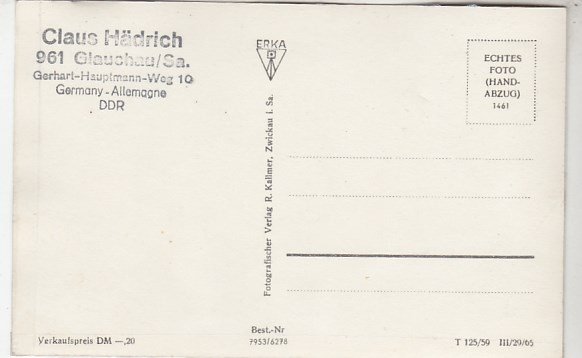 Claus Hädrich
961 Glauchau/Sa.
Gerhart-Hauptmann-Weg 10
Germany - Allemagne
DDR
ERKA
ECHTES
FOTO
(HAND-
ABZUG)
1461
Fotografischer Verlag R. Kallmer, Zwickau i. Sa.
Verkaufspreis DM —,20
Best.-Nr
7953/6278
T 125/59 III/29/65